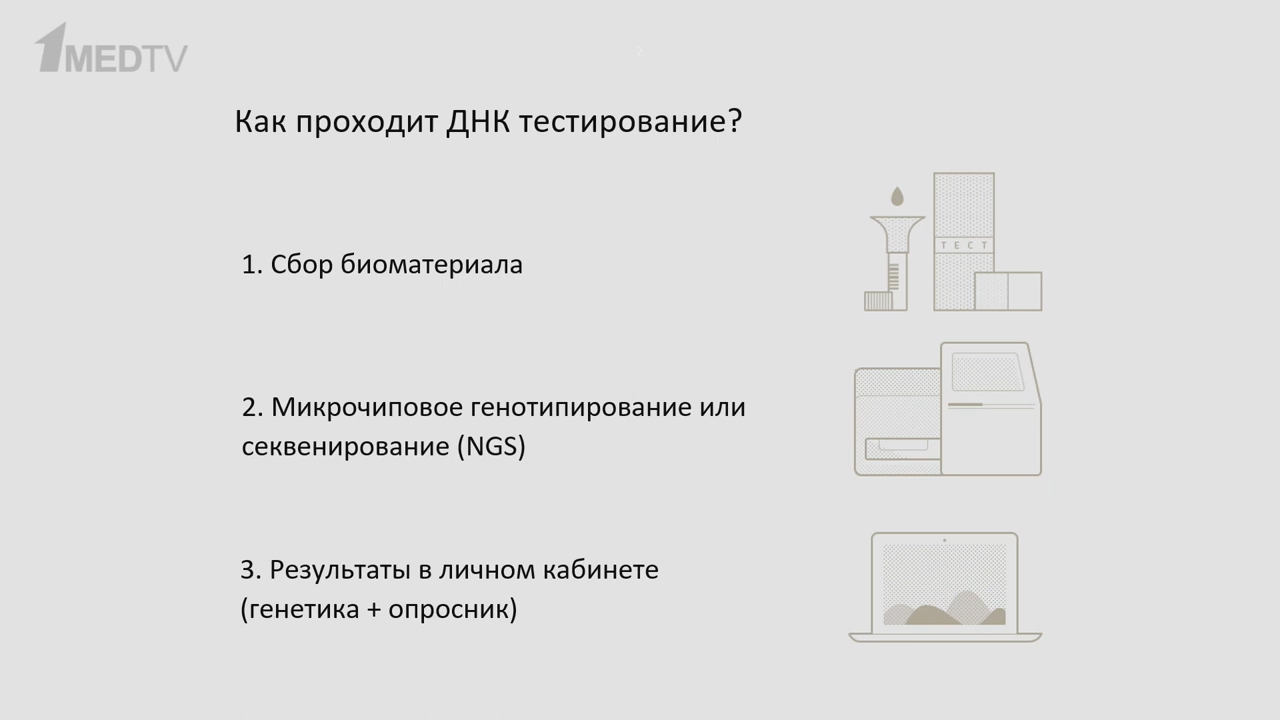 1MEDTV
Как проходит ДНК тестирование?
1. Сбор биоматериала
ТЕСТ
2. Микрочиповое генотипирование или
секвенирование (NGS)
3. Результаты в личном кабинете
(генетика + опросник)